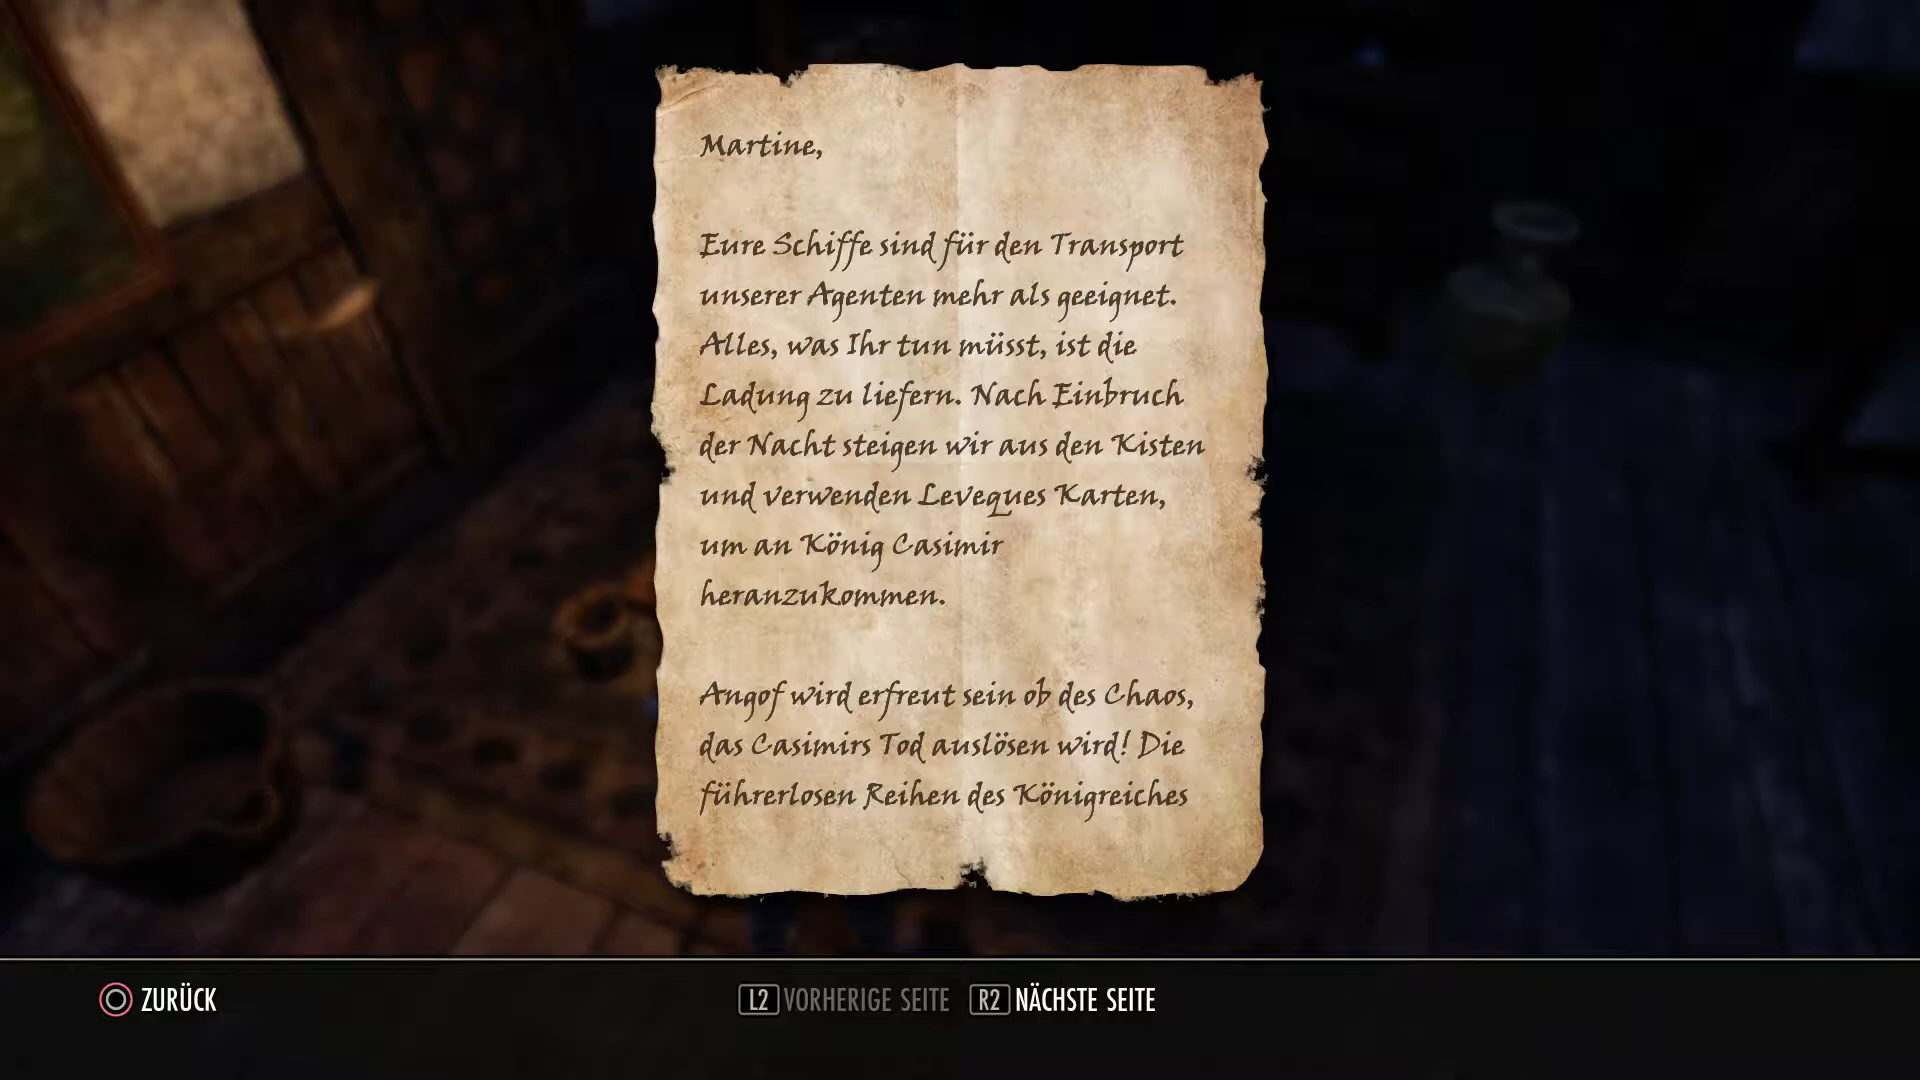 Martine,
Eure Schiffe sind für den Transport
unserer Agenten mehr als geeignet.
Alles, was Ihr tun müsst, ist die
Ladung zu liefern. Nach Einbruch
der Nacht steigen wir aus den Kisten
und verwenden Leveques Karten,
um an König Casimir
heranzukommen.
Angof wird erfreut sein ob des Chaos,
das Casimirs Tod auslösen wird! Die
führerlosen Reihen des Königreiches
ZURÜCK
L2 VORHERIGE SEITE R2 NÄCHSTE SEITE